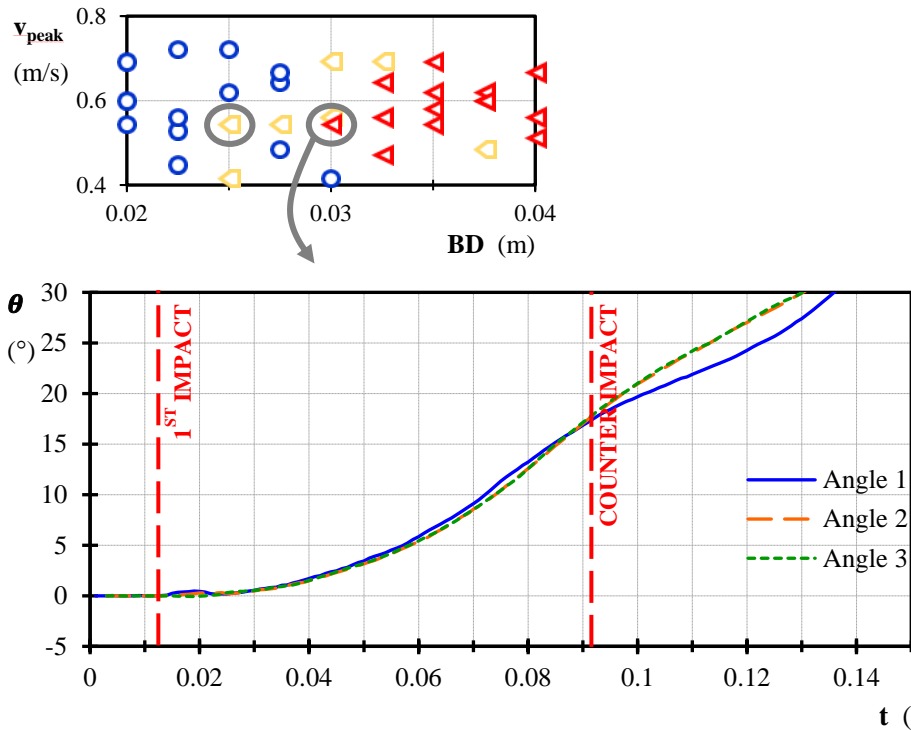 v_peak
(m/s)
0.8
0.6
0.4
0.02
0.03
0.04
BD (m)
θ
(°)
30
25
20
15
10
5
0
-5
1ST IMPACT
COUNTER IMPACT
Angle 1
Angle 2
Angle 3
0
0.02
0.04
0.06
0.08
0.1
0.12
0.14
t (